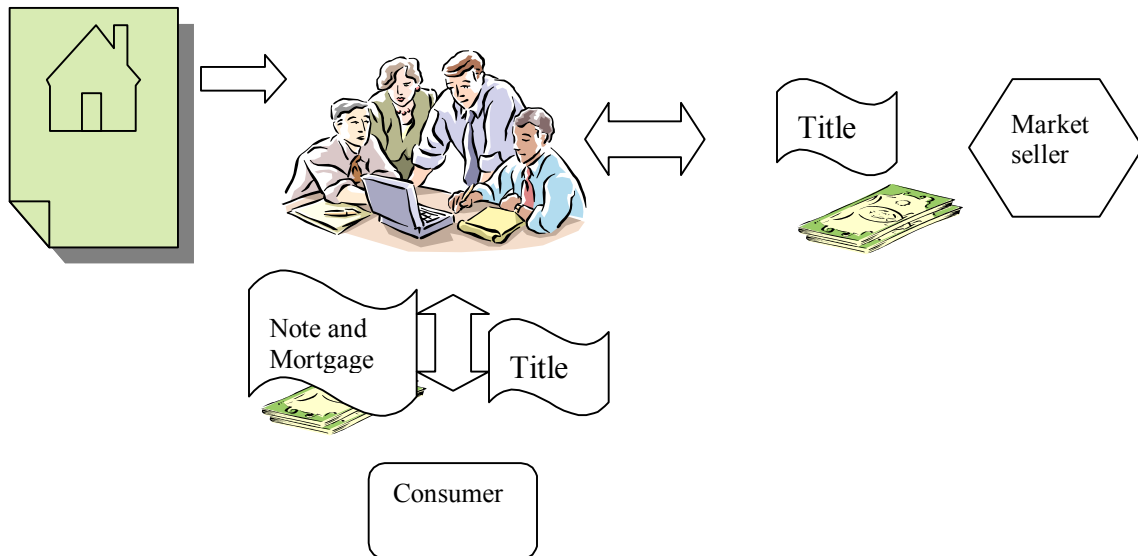 Title
Market
seller
Note and
Mortgage
Title
Consumer